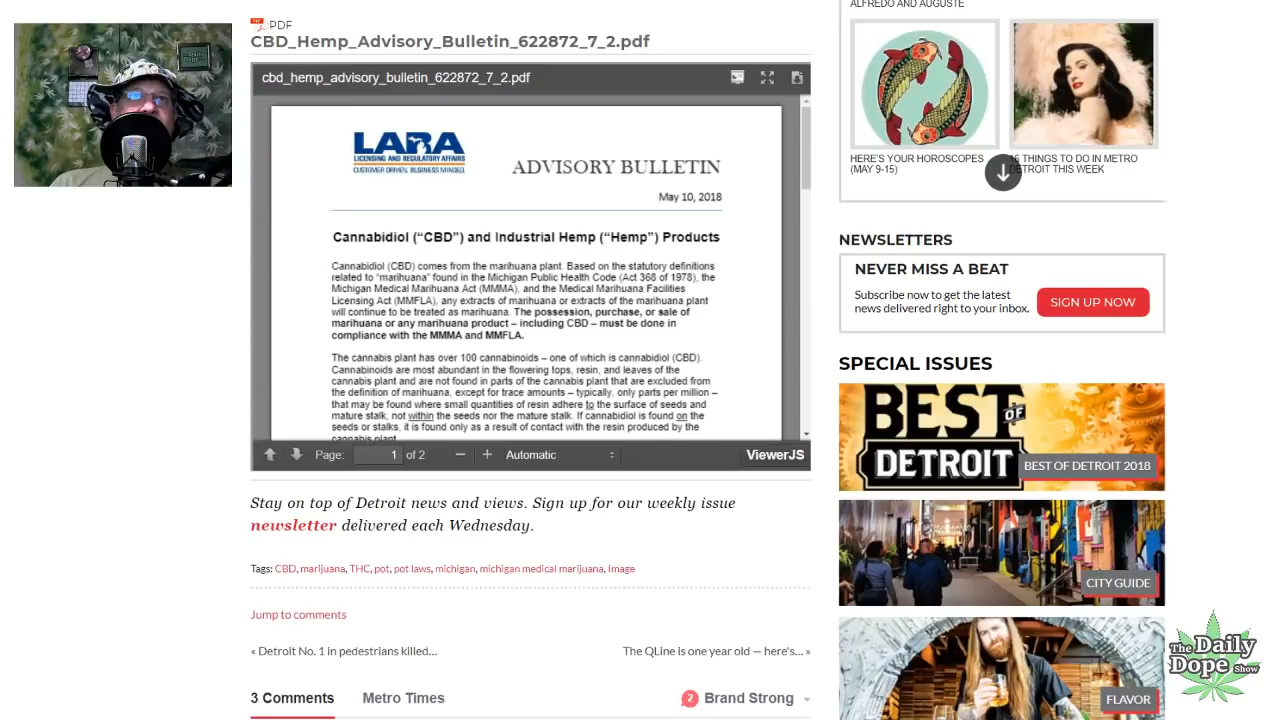 PDF
CBD_Hemp_Advisory_Bulletin_622872_7_2.pdf
cbd_hemp_advisory_bulletin_622872_7_2.pdf
LARA
LICENSING AND REGULATORY AFFAIRS
CUSTOMER DRIVEN. BUSINESS MINDED.
ADVISORY BULLETIN
May 10, 2018
Cannabidiol (“CBD”) and Industrial Hemp (“Hemp”) Products
Cannabidiol (CBD) comes from the marihuana plant. Based on the statutory definitions
related to “marihuana” found in the Michigan Public Health Code (Act 368 of 1978), the
Michigan Medical Marihuana Act (MMMA), and the Medical Marihuana Facilities
Licensing Act (MMFLA), any extracts of marihuana or extracts of the marihuana plant
will continue to be treated as marihuana. The possession, purchase, or sale of
marihuana or any marihuana product – including CBD – must be done in
compliance with the MMMA and MMFLA.
The cannabis plant has over 100 cannabinoids – one of which is cannabidiol (CBD).
Cannabinoids are most abundant in the flowering tops, resin, and leaves of the
cannabis plant and are not found in parts of the cannabis plant that are excluded from
the definition of marihuana, except for trace amounts – typically, only parts per million –
that may be found where small quantities of resin adhere to the surface of seeds and
mature stalk, not within the seeds nor the mature stalk. If cannabidiol is found on the
seeds or stalks, it is found only as a result of contact with the resin produced by the
cannabis plant.
Page: 1 of 2
Automatic
ViewerJS
Stay on top of Detroit news and views. Sign up for our weekly issue
newsletter delivered each Wednesday.
Tags: CBD, marijuana, THC, pot, pot laws, michigan, michigan medical marijuana, Image
Jump to comments
« Detroit No. 1 in pedestrians killed...
The QLine is one year old — here's... »
3 Comments
Metro Times
2
Brand Strong
ALFREDO AND AUGUSTE
HERE'S YOUR HOROSCOPES
(MAY 9-15)
THINGS TO DO IN METRO
DETROIT THIS WEEK
NEWSLETTERS
NEVER MISS A BEAT
Subscribe now to get the latest
news delivered right to your inbox.
SIGN UP NOW
SPECIAL ISSUES
BEST OF
DETROIT
BEST OF DETROIT 2018
CITY GUIDE
FLAVOR
The Daily
Dope Show